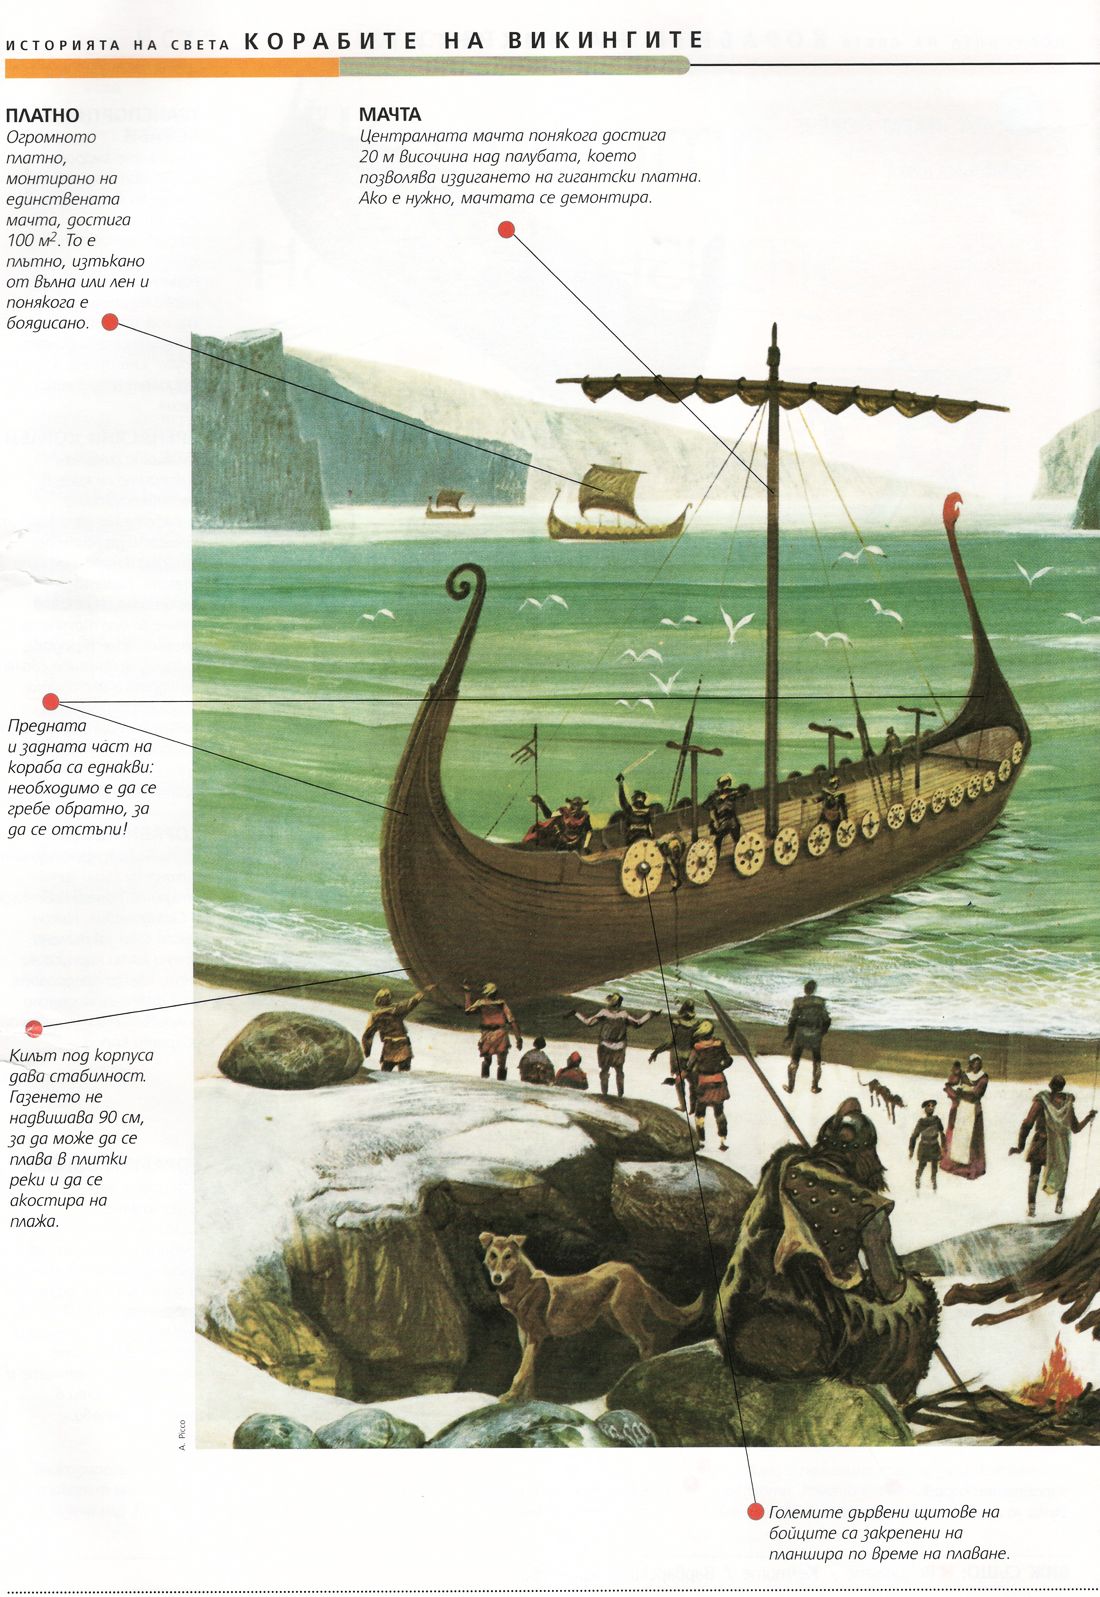 ИСТОРИЯТА НА СВЕТА КОРАБИТЕ НА ВИКИНГИТЕ
ПЛАТНО
Огромното
платно,
монтирано на
единствената
мачта, достига
100 м². То е
плътно, изтъкано
от вълна или лен и
понякога е
боядисано.
МАЧТА
Централната мачта понякога достига
20 м височина над палубата, което
позволява издигането на гигантски платна.
Ако е нужно, мачтата се демонтира.
Предната
и задната част на
кораба са еднакви:
необходимо е да се
гребе обратно, за
да се отстъпи!
Килът под корпуса
дава стабилност.
Газенето не
надвишава 90 см,
за да може да се
плава в плитки
реки и да се
акостира на
плажа.
A. Picco
Големите дървени щитове на
бойците са закрепени на
планшира по време на плаване.